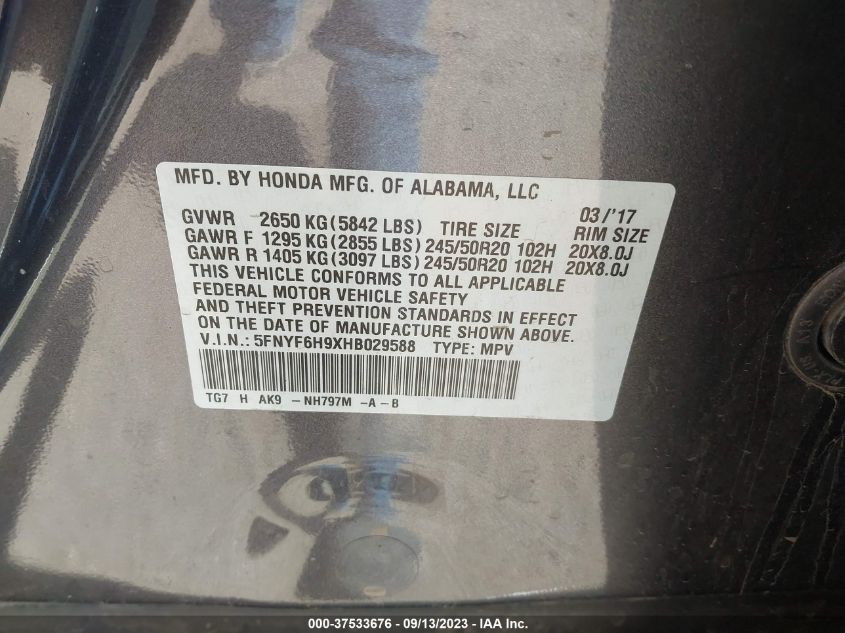 MFD. BY HONDA MFG. OF ALABAMA, LLC
03/'17
GVWR 2650 KG(5842 LBS) TIRE SIZE RIM SIZE
GAWR F 1295 KG(2855 LBS) 245/50R20 102H 20X8.0J
GAWR R 1405 KG(3097 LBS) 245/50R20 102H 20X8.0J
THIS VEHICLE CONFORMS TO ALL APPLICABLE
FEDERAL MOTOR VEHICLE SAFETY
AND THEFT PREVENTION STANDARDS IN EFFECT
ON THE DATE OF MANUFACTURE SHOWN ABOVE.
V.I.N.: 5FNYF6H9XHB029588 TYPE: MPV
TG7 H AK9 -NH797M -A-B
000-37533676 - 09/13/2023 - IAA, Inc.